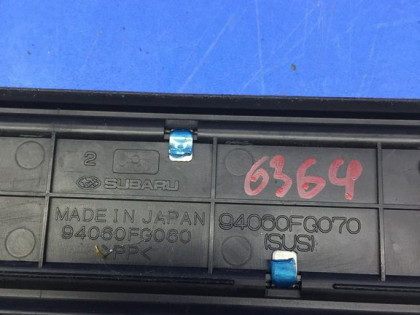 2
SUBARU
6364
MADE IN JAPAN
94060FG060
>PP<
94060FG070
(SUS)